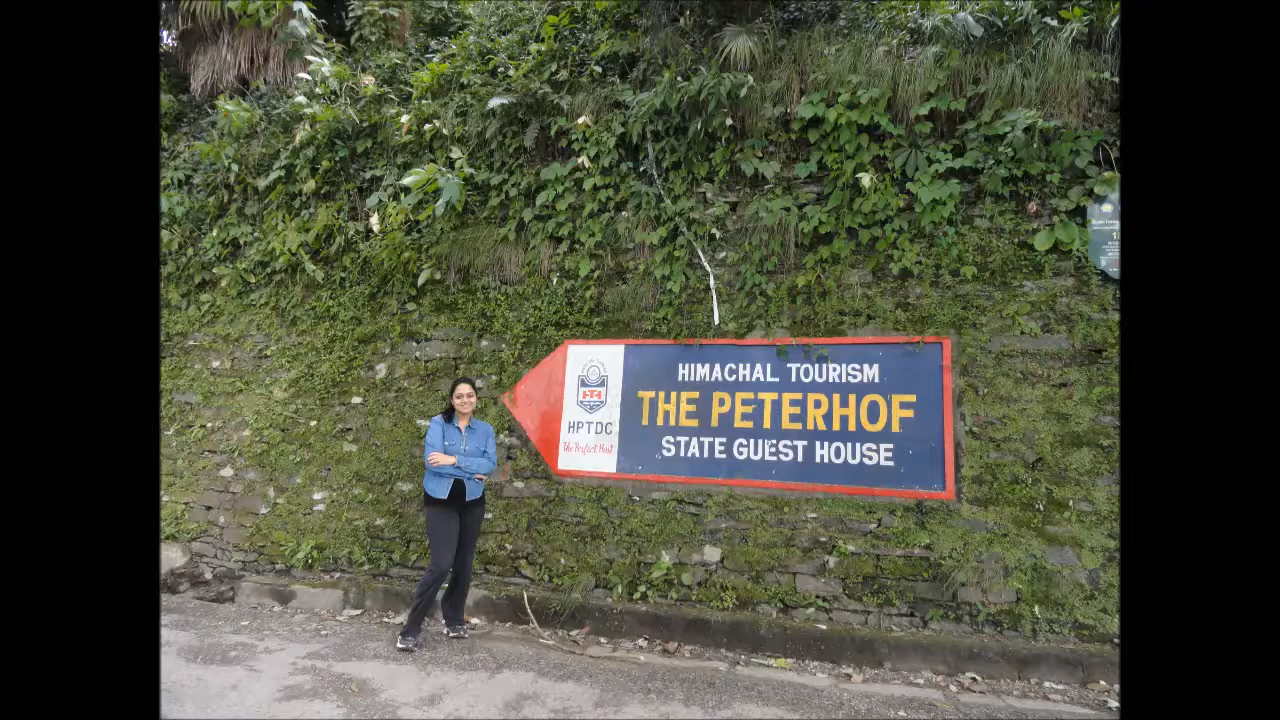 HIMACHAL TOURISM
THE PETERHOF
STATE GUEST HOUSE
HPTDC
The Perfect Host